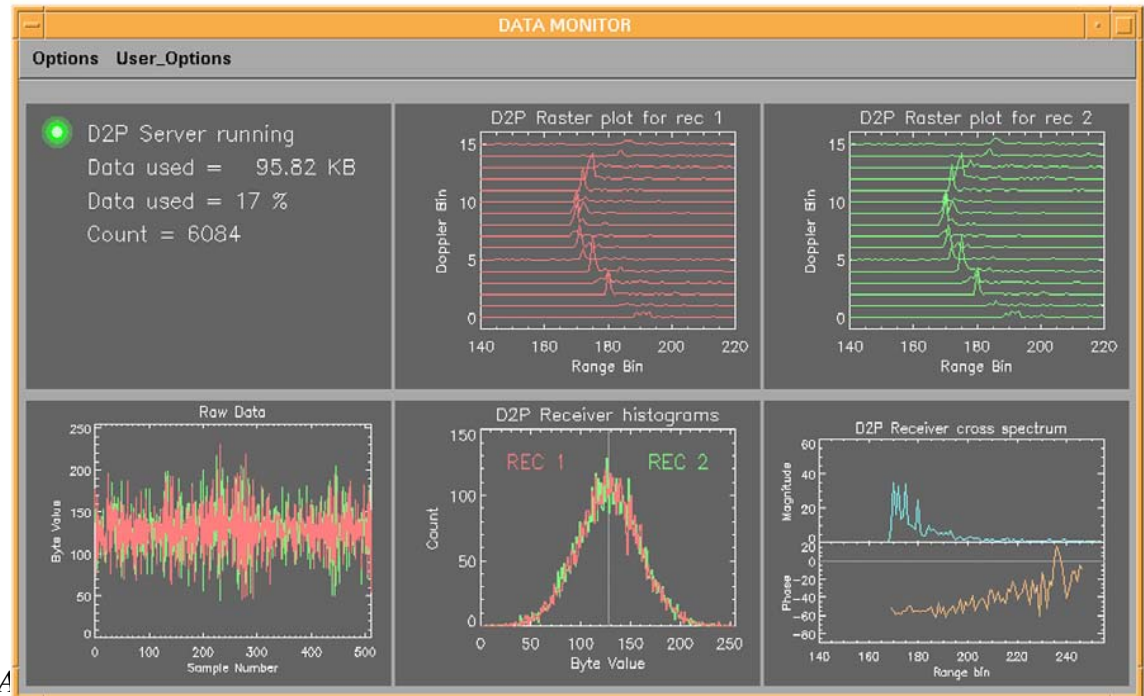 DATA MONITOR
Options User_Options
D2P Server running
Data used = 95.82 KB
Data used = 17 %
Count = 6084
D2P Raster plot for rec 1
Doppler Bin
15
10
5
0
140 160 180 200 220
Range Bin
D2P Raster plot for rec 2
Doppler Bin
15
10
5
0
140 160 180 200 220
Range Bin
Raw Data
Byte Value
250
200
150
100
50
0
0 100 200 300 400 500
Sample Number
D2P Receiver histograms
REC 1 REC 2
Count
150
100
50
0
0 50 100 150 200 250
Byte Value
D2P Receiver cross spectrum
Magnitude
60
40
20
0
Phase
20
0
-20
-40
-60
140 160 180 200 220 240
Range bin
A